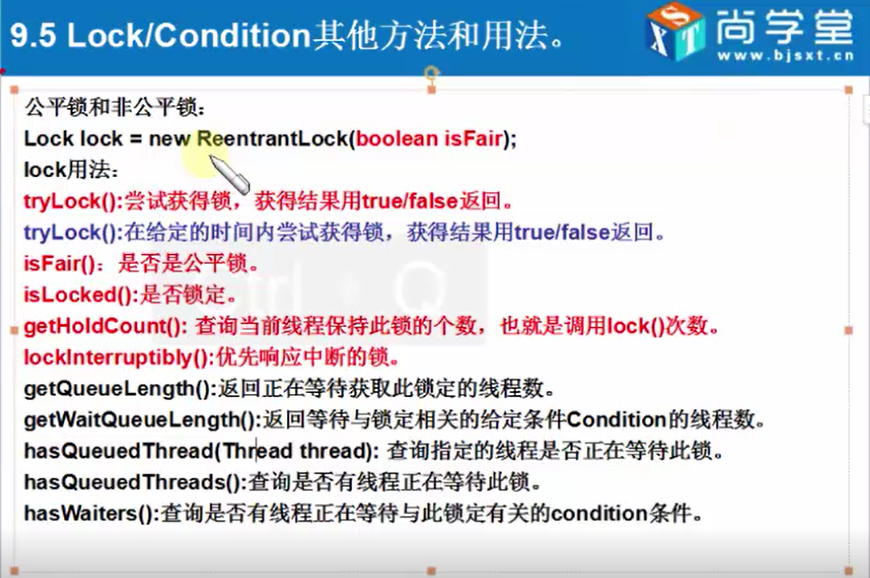 9.5 Lock/Condition其他方法和用法。
尚学堂
www.bjsxt.cn
SXT
公平锁和非公平锁：
Lock lock = new ReentrantLock(boolean isFair);
lock用法：
tryLock():尝试获得锁，获得结果用true/false返回。
tryLock():在给定的时间内尝试获得锁，获得结果用true/false返回。
isFair()：是否是公平锁。
isLocked():是否锁定。
getHoldCount(): 查询当前线程保持此锁的个数，也就是调用lock()次数。
lockInterruptibly():优先响应中断的锁。
getQueueLength():返回正在等待获取此锁定的线程数。
getWaitQueueLength():返回等待与锁定相关的给定条件Condition的线程数。
hasQueuedThread(Thread thread): 查询指定的线程是否正在等待此锁。
hasQueuedThreads():查询是否有线程正在等待此锁。
hasWaiters():查询是否有线程正在等待与此锁定有关的condition条件。